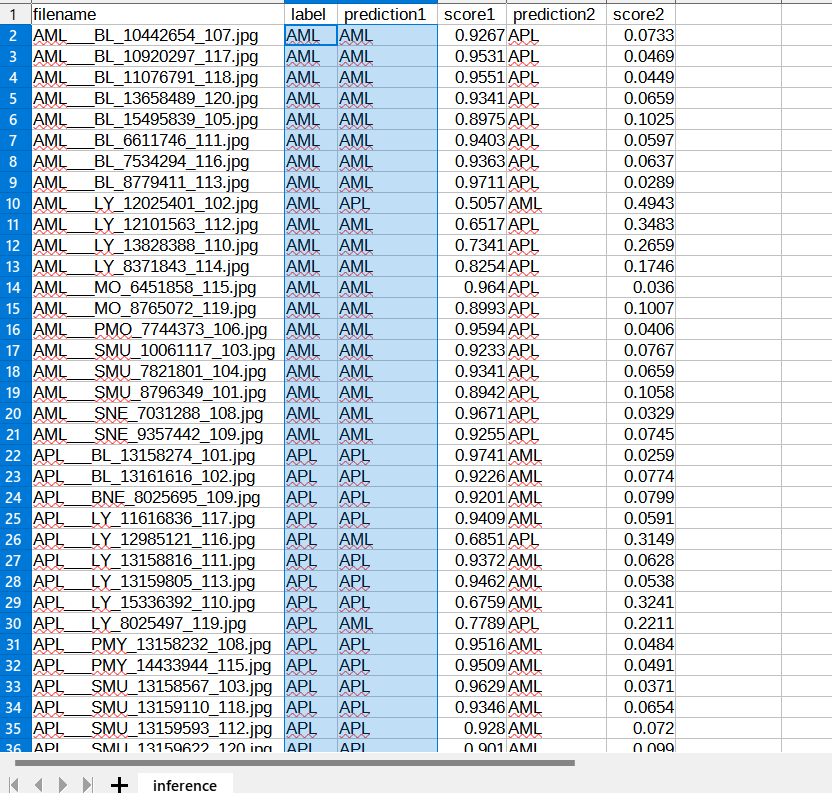 1 filename label prediction1 score1 prediction2 score2
2 AML___BL_10442654_107.jpg AML AML 0.9267 APL 0.0733
3 AML___BL_10920297_117.jpg AML AML 0.9531 APL 0.0469
4 AML___BL_11076791_118.jpg AML AML 0.9551 APL 0.0449
5 AML___BL_13658489_120.jpg AML AML 0.9341 APL 0.0659
6 AML___BL_15495839_105.jpg AML AML 0.8975 APL 0.1025
7 AML___BL_6611746_111.jpg AML AML 0.9403 APL 0.0597
8 AML___BL_7534294_116.jpg AML AML 0.9363 APL 0.0637
9 AML___BL_8779411_113.jpg AML AML 0.9711 APL 0.0289
10 AML___LY_12025401_102.jpg AML APL 0.5057 AML 0.4943
11 AML___LY_12101563_112.jpg AML AML 0.6517 APL 0.3483
12 AML___LY_13828388_110.jpg AML AML 0.7341 APL 0.2659
13 AML___LY_8371843_114.jpg AML AML 0.8254 APL 0.1746
14 AML___MO_6451858_115.jpg AML AML 0.964 APL 0.036
15 AML___MO_8765072_119.jpg AML AML 0.8993 APL 0.1007
16 AML___PMO_7744373_106.jpg AML AML 0.9594 APL 0.0406
17 AML___SMU_10061117_103.jpg AML AML 0.9233 APL 0.0767
18 AML___SMU_7821801_104.jpg AML AML 0.9341 APL 0.0659
19 AML___SMU_8796349_101.jpg AML AML 0.8942 APL 0.1058
20 AML___SNE_7031288_108.jpg AML AML 0.9671 APL 0.0329
21 AML___SNE_9357442_109.jpg AML AML 0.9255 APL 0.0745
22 APL___BL_13158274_101.jpg APL APL 0.9741 AML 0.0259
23 APL___BL_13161616_102.jpg APL APL 0.9226 AML 0.0774
24 APL___BNE_8025695_109.jpg APL APL 0.9201 AML 0.0799
25 APL___LY_11616836_117.jpg APL APL 0.9409 AML 0.0591
26 APL___LY_12985121_116.jpg APL AML 0.6851 APL 0.3149
27 APL___LY_13158816_111.jpg APL APL 0.9372 AML 0.0628
28 APL___LY_13159805_113.jpg APL APL 0.9462 AML 0.0538
29 APL___LY_15336392_110.jpg APL APL 0.6759 AML 0.3241
30 APL___LY_8025497_119.jpg APL AML 0.7789 APL 0.2211
31 APL___PMY_13158232_108.jpg APL APL 0.9516 AML 0.0484
32 APL___PMY_14433944_115.jpg APL APL 0.9509 AML 0.0491
33 APL___SMU_13158567_103.jpg APL APL 0.9629 AML 0.0371
34 APL___SMU_13159110_118.jpg APL APL 0.9346 AML 0.0654
35 APL___SMU_13159593_112.jpg APL APL 0.928 AML 0.072
36 APL___SMU_13159622_120.jpg APL APL 0.901 AML 0.099
inference